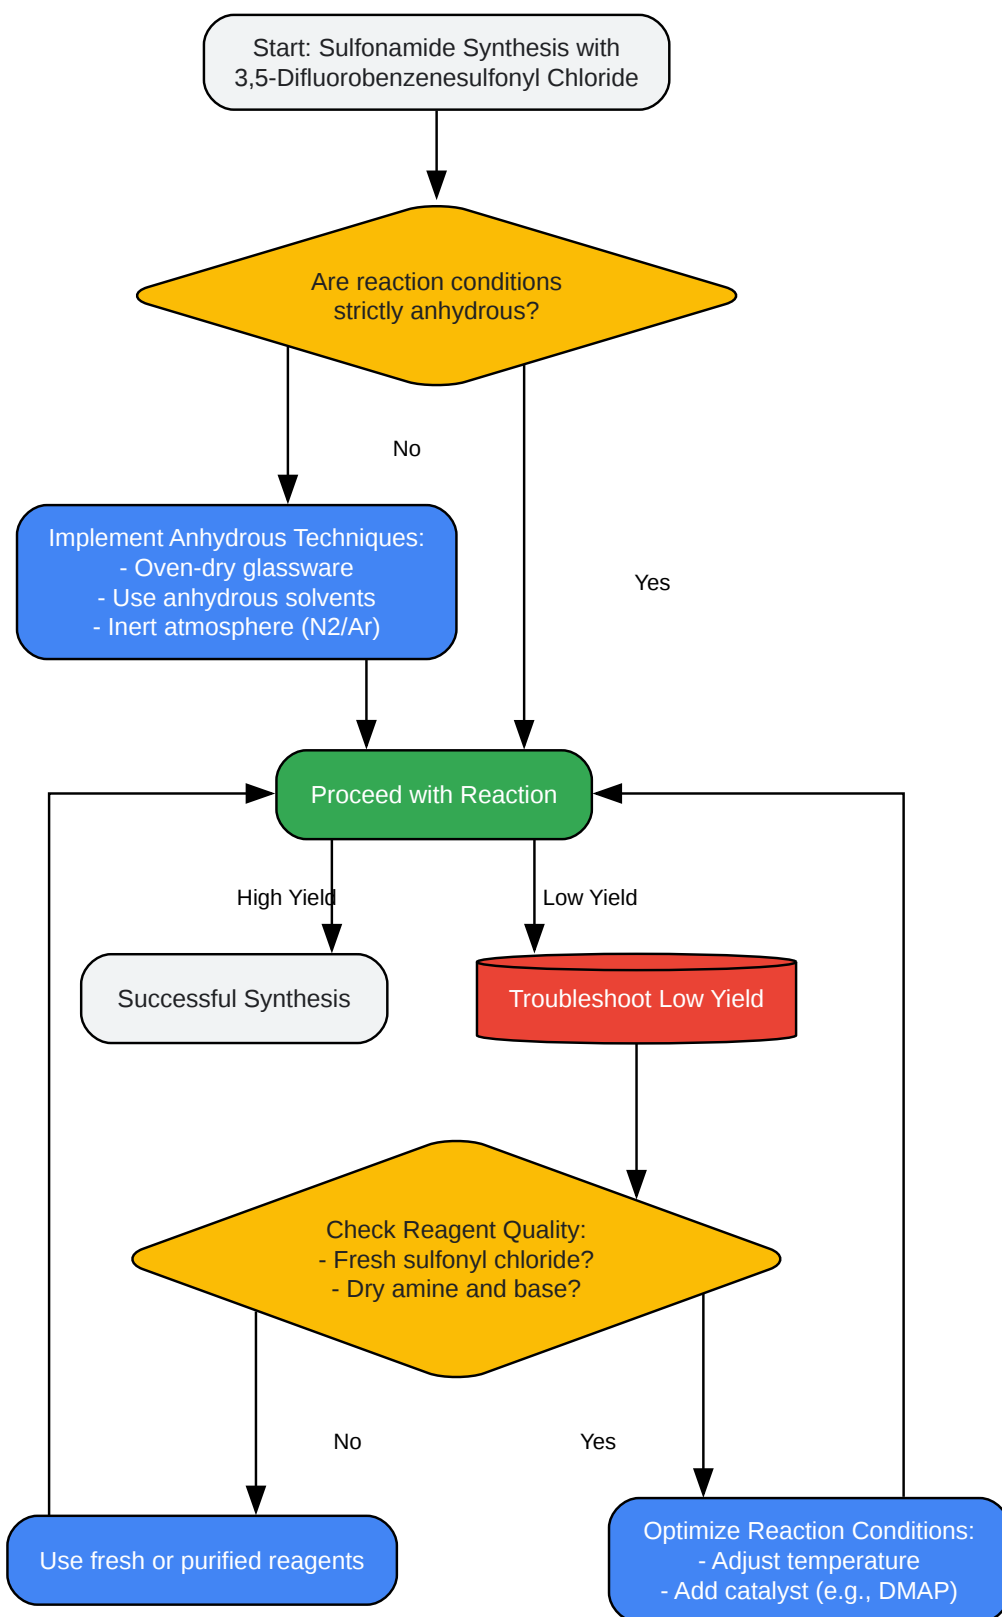 Start: Sulfonamide Synthesis with
3,5-Difluorobenzenesulfonyl Chloride
Are reaction conditions
strictly anhydrous?
No
Implement Anhydrous Techniques:
- Oven-dry glassware
- Use anhydrous solvents
- Inert atmosphere (N2/Ar)
Yes
Proceed with Reaction
High Yield
Low Yield
Successful Synthesis
Troubleshoot Low Yield
Check Reagent Quality:
- Fresh sulfonyl chloride?
- Dry amine and base?
No
Yes
Use fresh or purified reagents
Optimize Reaction Conditions:
- Adjust temperature
- Add catalyst (e.g., DMAP)